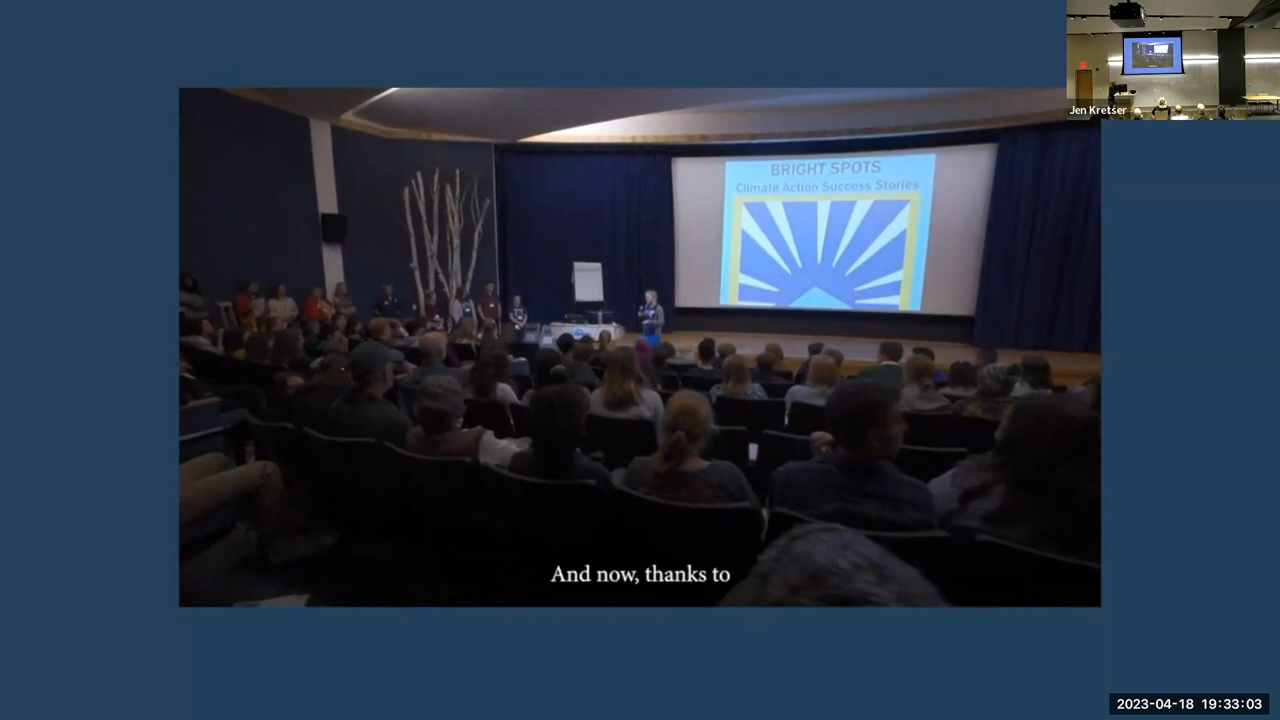 Jen Kretser
BRIGHT SPOTS
Climate Action Success Stories
And now, thanks to
2023-04-18 19:33:03